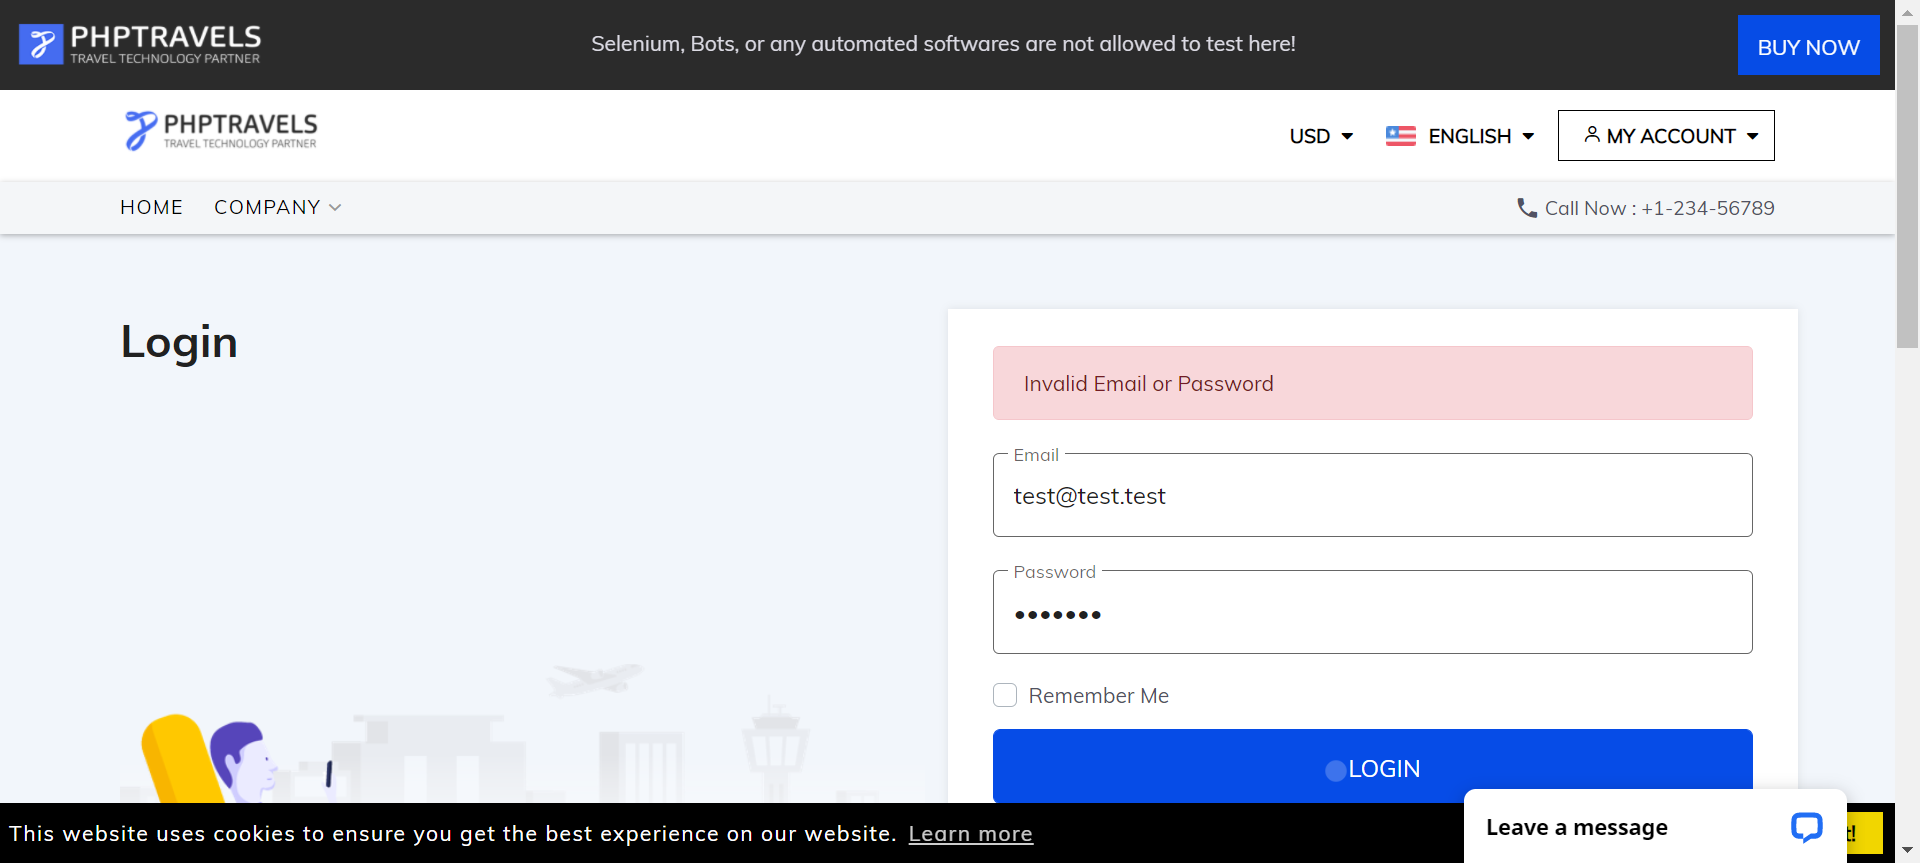 PHPTRAVELS
TRAVEL TECHNOLOGY PARTNER
Selenium, Bots, or any automated softwares are not allowed to test here!
BUY NOW
PHPTRAVELS
TRAVEL TECHNOLOGY PARTNER
USD
ENGLISH
MY ACCOUNT
HOME
COMPANY
Call Now : +1-234-56789
Login
Invalid Email or Password
Email
test@test.test
Password
•••••••
Remember Me
LOGIN
This website uses cookies to ensure you get the best experience on our website. Learn more
Leave a message